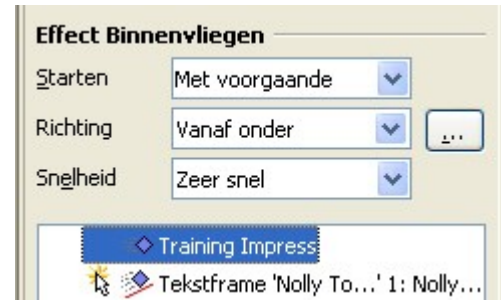 Effect Binnenvliegen
Starten Met voorgaande
Richting Vanaf onder ...
Snelheid Zeer snel
Training Impress
Tekstframe 'Nolly To...' 1: Nolly...